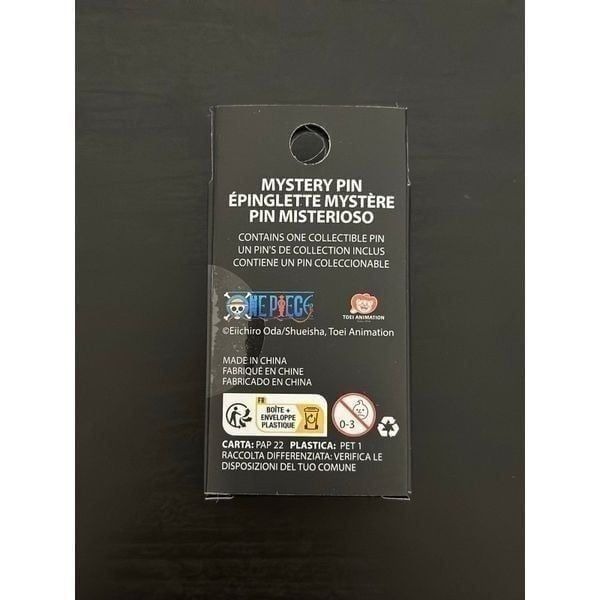 MYSTERY PIN
ÉPINGLETTE MYSTÈRE
PIN MISTERIOSO
CONTAINS ONE COLLECTIBLE PIN
UN PIN'S DE COLLECTION INCLUS
CONTIENE UN PIN COLECCIONABLE
ONE PIECE
TOEI ANIMATION
©Eiichiro Oda/Shueisha, Toei Animation
MADE IN CHINA
FABRIQUÉ EN CHINE
FABRICADO EN CHINA
FR
BOÎTE +
ENVELOPPE
PLASTIQUE
0-3
CARTA: PAP 22 PLASTICA: PET 1
RACCOLTA DIFFERENZIATA: VERIFICA LE
DISPOSIZIONI DEL TUO COMUNE